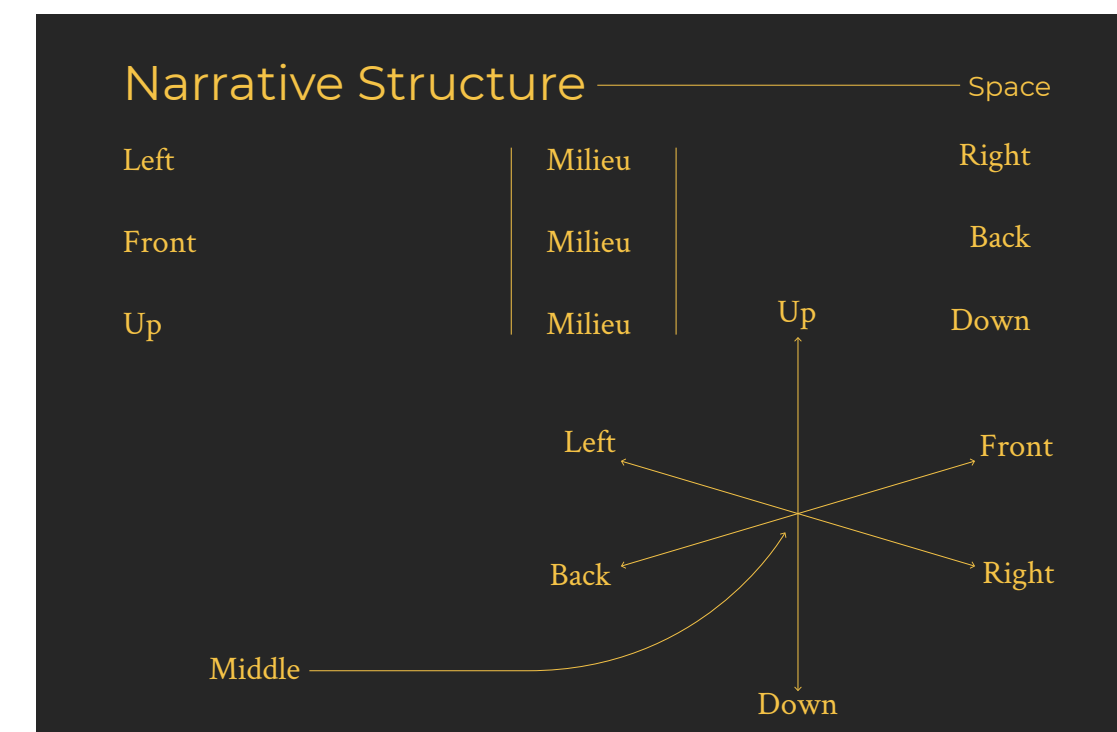 Narrative Structure Space
Left Milieu Right
Front Milieu Back
Up Milieu Down
Up
Left Front
Back Right
Middle
Down